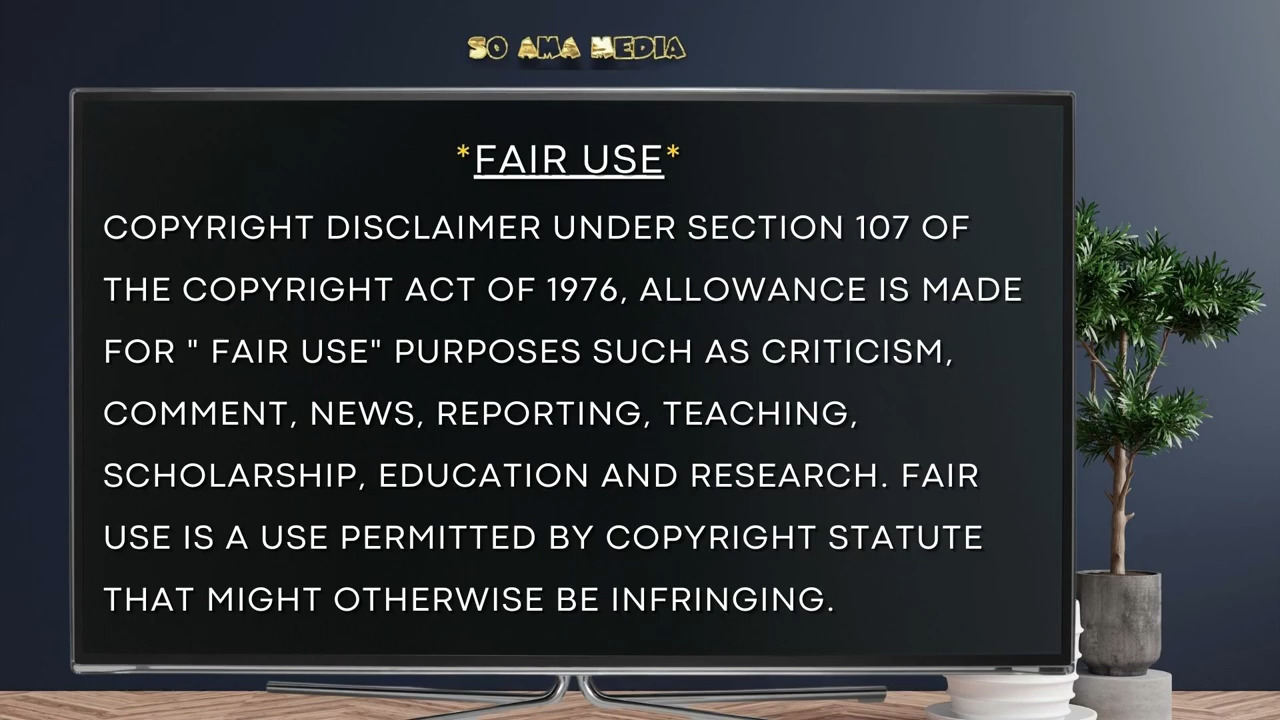 SO AMA MEDIA
*FAIR USE*
COPYRIGHT DISCLAIMER UNDER SECTION 107 OF
THE COPYRIGHT ACT OF 1976, ALLOWANCE IS MADE
FOR " FAIR USE" PURPOSES SUCH AS CRITICISM,
COMMENT, NEWS, REPORTING, TEACHING,
SCHOLARSHIP, EDUCATION AND RESEARCH. FAIR
USE IS A USE PERMITTED BY COPYRIGHT STATUTE
THAT MIGHT OTHERWISE BE INFRINGING.